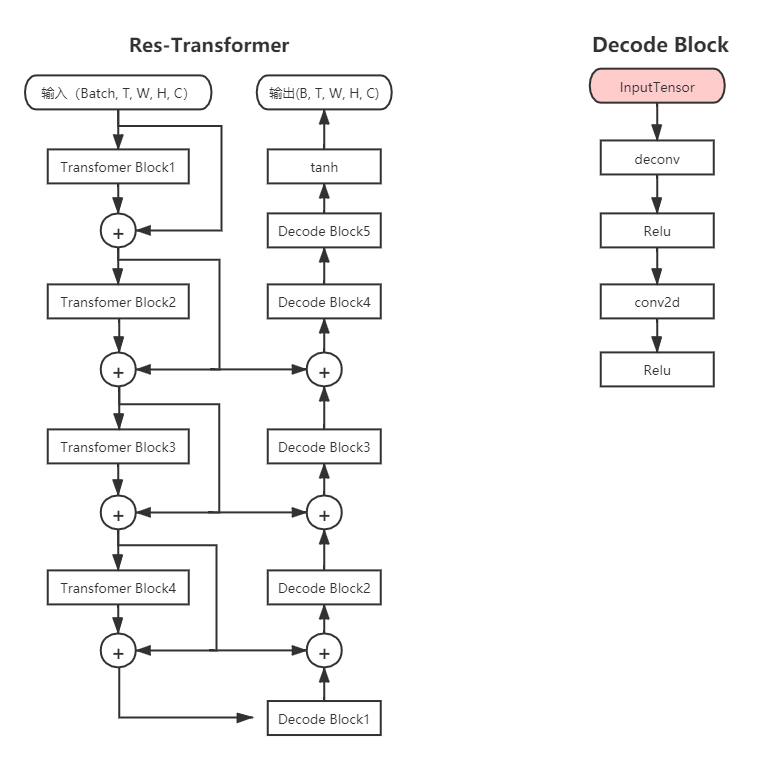 Res-Transformer
输入（Batch, T, W, H, C）
Transfomer Block1
+
Transfomer Block2
+
Transfomer Block3
+
Transfomer Block4
+
输出(B, T, W, H, C)
tanh
Decode Block5
Decode Block4
+
Decode Block3
+
Decode Block2
+
Decode Block1
Decode Block
InputTensor
deconv
Relu
conv2d
Relu